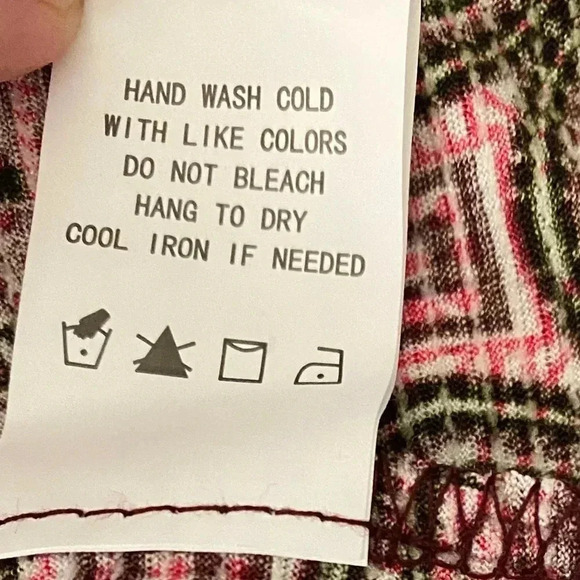 HAND WASH COLD
WITH LIKE COLORS
DO NOT BLEACH
HANG TO DRY
COOL IRON IF NEEDED